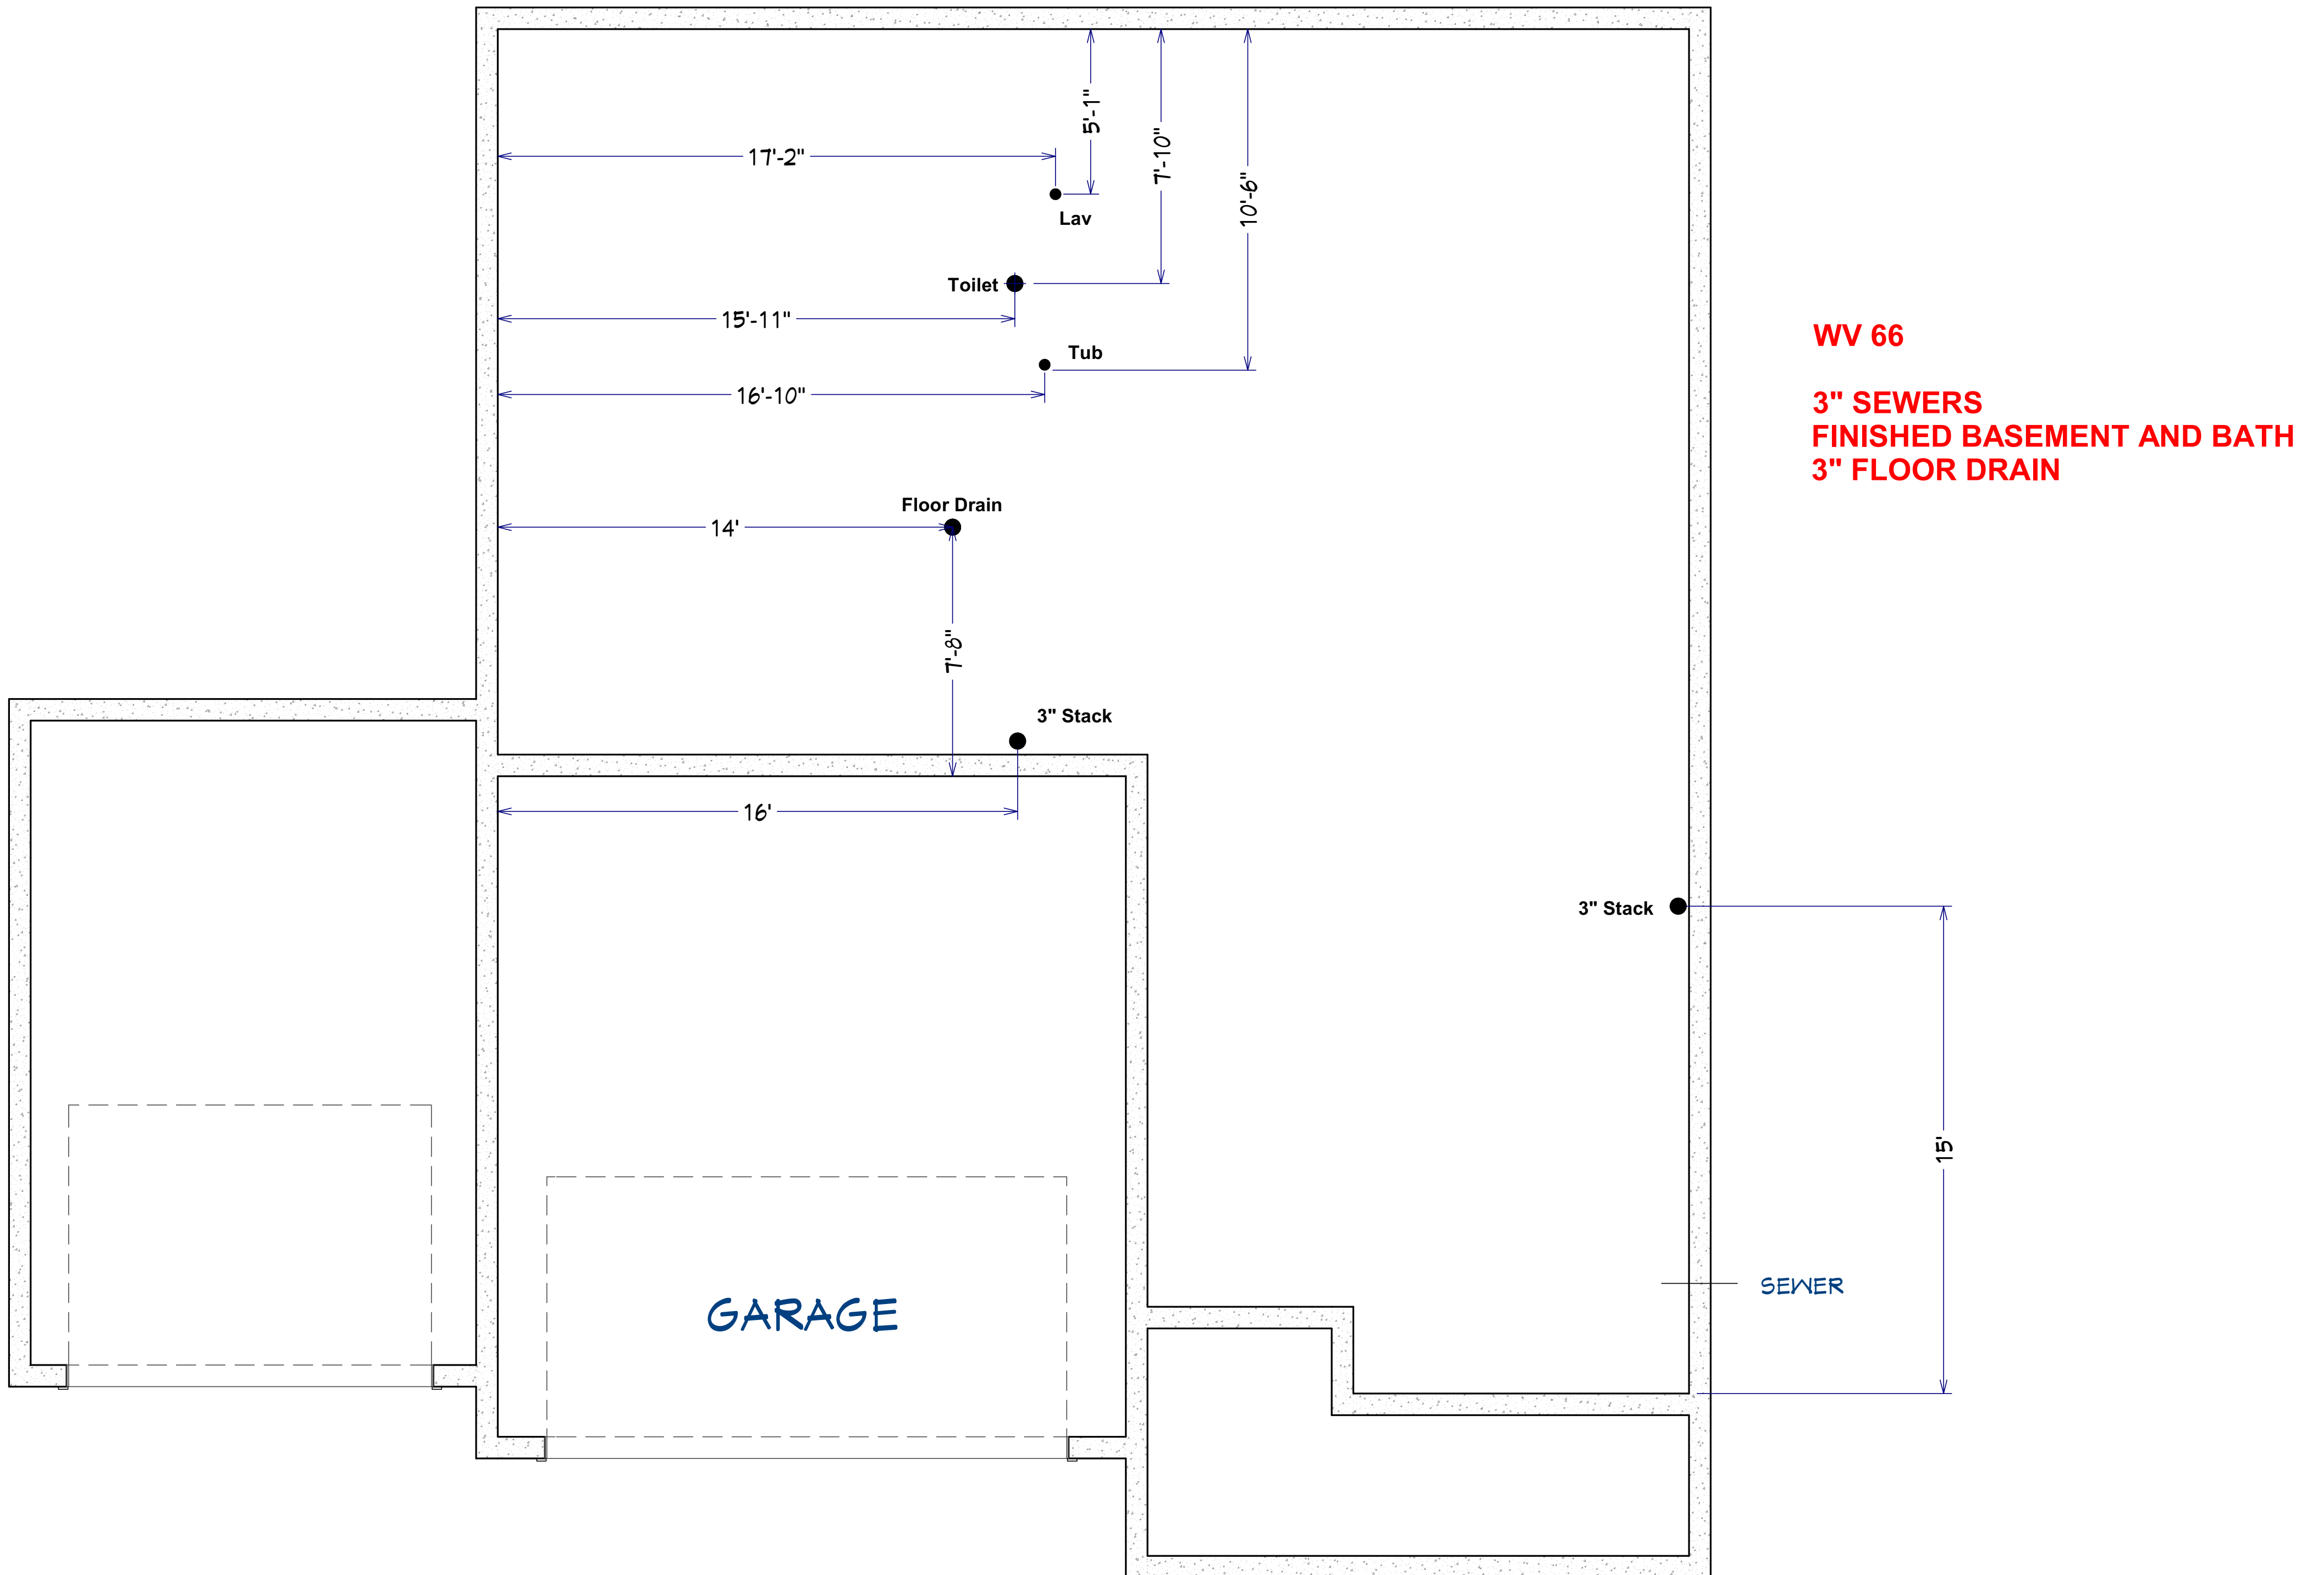 5'-1"
7'-10"
17'-2"
10'-6"
Lav
Toilet
15'-11"
WV 66
Tub
16'-10"
3" SEWERS
FINISHED BASEMENT AND BATH
3" FLOOR DRAIN
Floor Drain
14'
7'-8"
3" Stack
16'
3" Stack
15'
SEWER
GARAGE